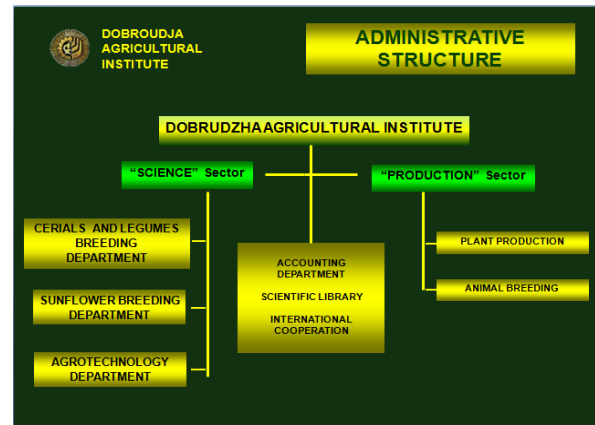 DOBROUDJA
AGRICULTURAL
INSTITUTE
ADMINISTRATIVE
STRUCTURE
DOBRUDZHA AGRICULTURAL INSTITUTE
“SCIENCE” Sector
“PRODUCTION” Sector
CERIALS AND LEGUMES
BREEDING
DEPARTMENT
SUNFLOWER BREEDING
DEPARTMENT
AGROTECHNOLOGY
DEPARTMENT
ACCOUNTING
DEPARTMENT
SCIENTIFIC LIBRARY
INTERNATIONAL
COOPERATION
PLANT PRODUCTION
ANIMAL BREEDING